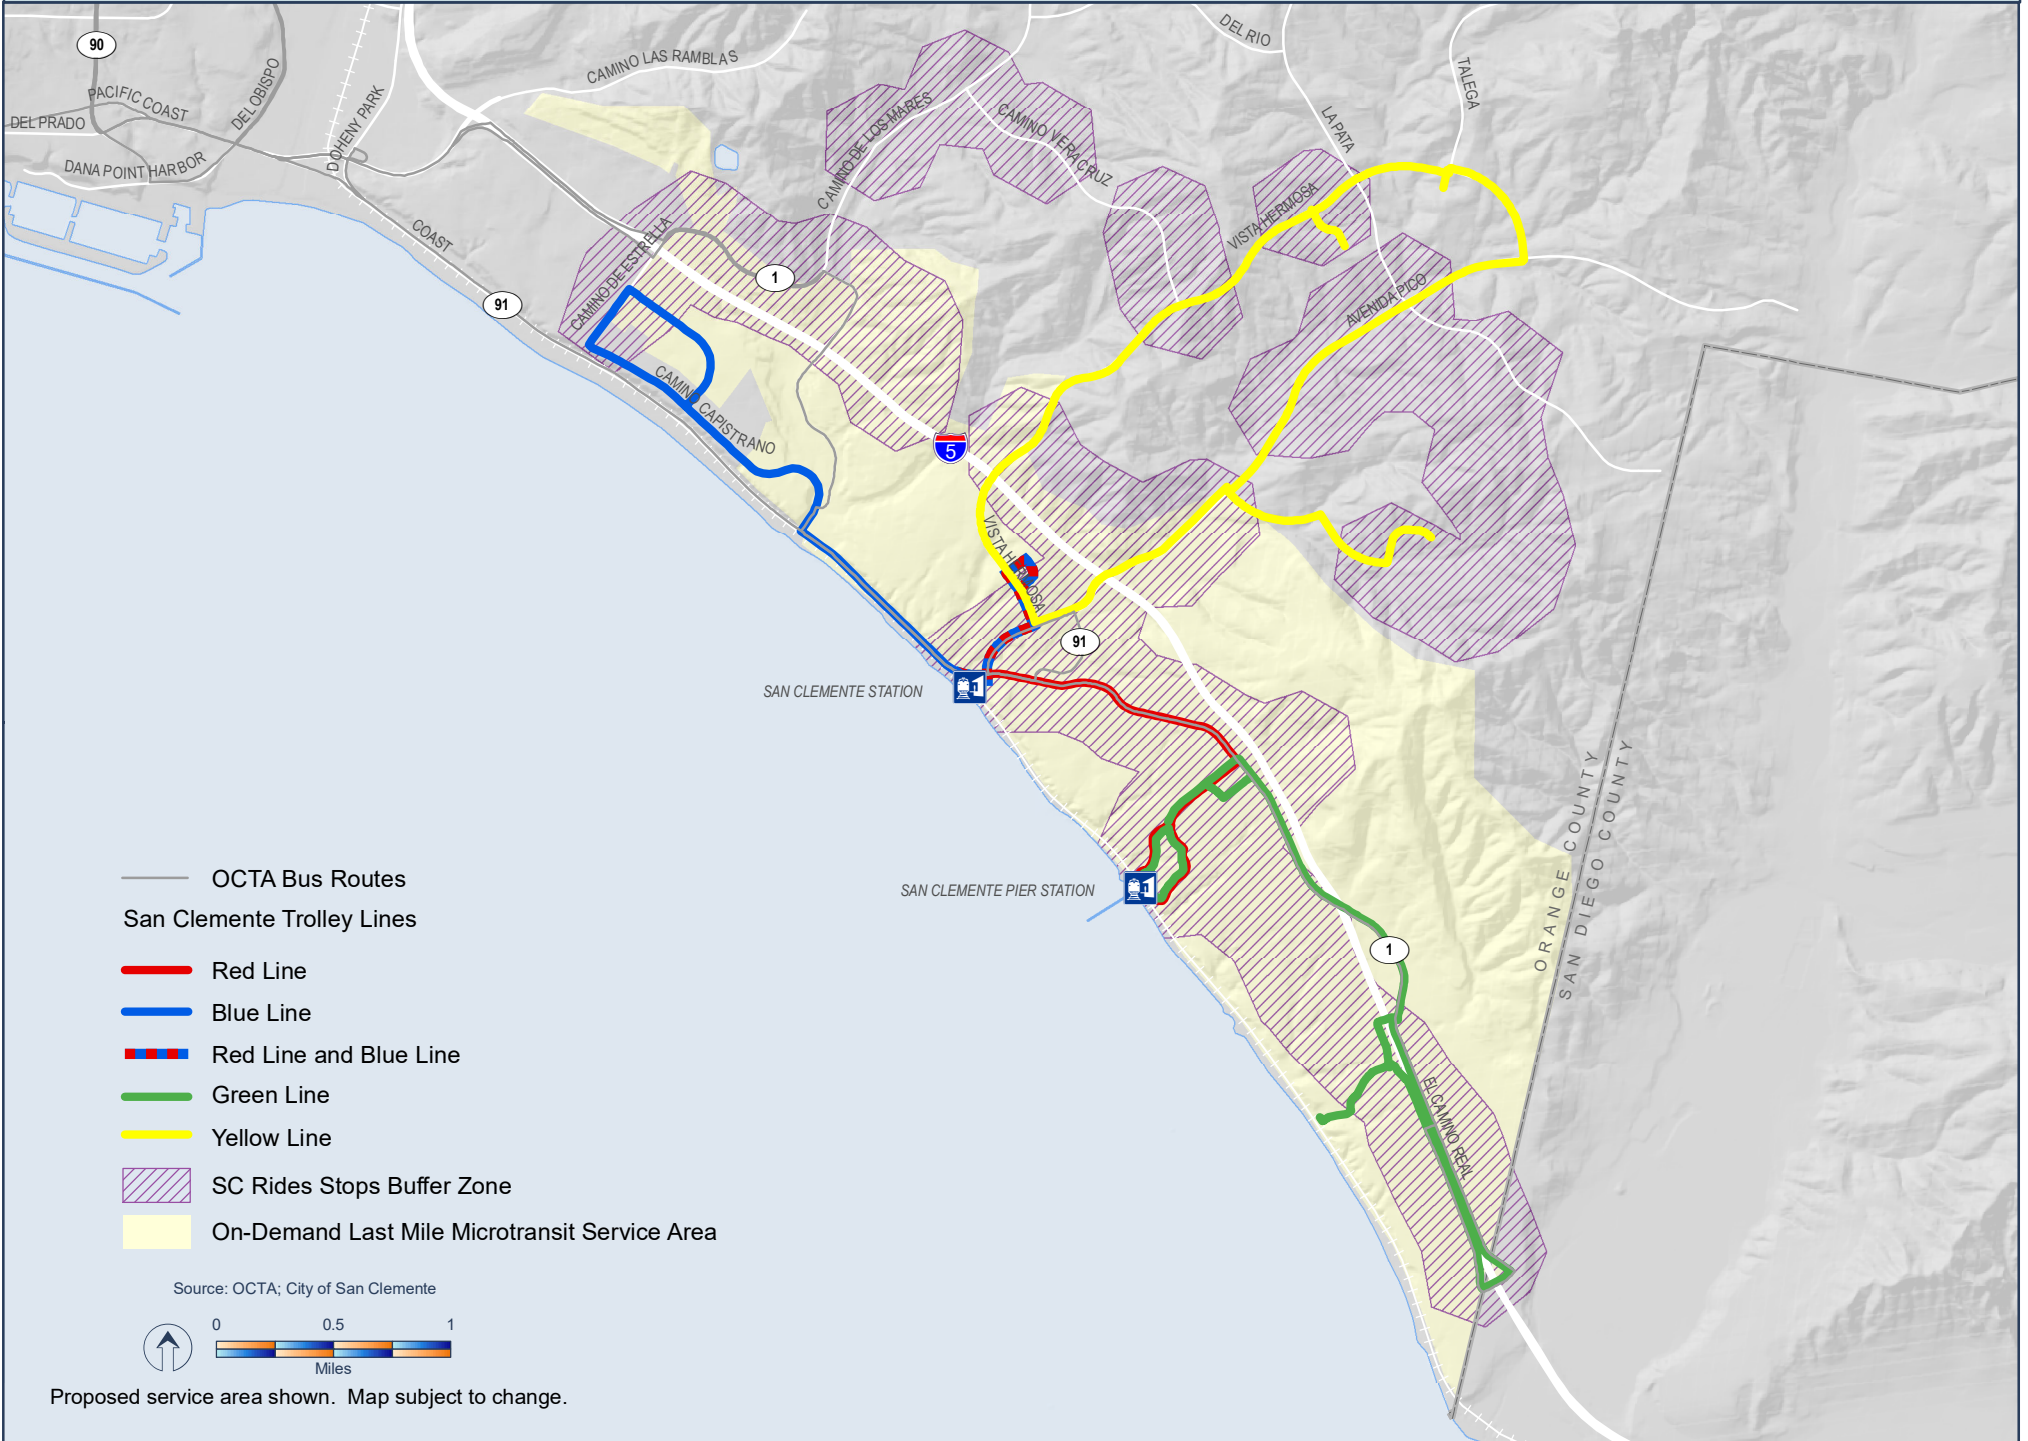 90
PACIFIC COAST
DEL OBISPO
DEL PRADO
DANA POINT HARBOR
DOHENY PARK
CAMINO LAS RAMBLAS
DEL RIO
TALEGA
LA PATA
CAMINO DE LOS MARES
CAMINO VERA CRUZ
VISTA HERMOSA
AVENIDA PICO
COAST
91
CAMINO DE ESTRELLA
1
CAMINO CAPISTRANO
5
VISTA HERMOSA
91
SAN CLEMENTE STATION
SAN CLEMENTE PIER STATION
1
EL CAMINO REAL
ORANGE COUNTY
SAN DIEGO COUNTY
OCTA Bus Routes
San Clemente Trolley Lines
Red Line
Blue Line
Red Line and Blue Line
Green Line
Yellow Line
SC Rides Stops Buffer Zone
On-Demand Last Mile Microtransit Service Area
Source: OCTA; City of San Clemente
0 0.5 1
Miles
Proposed service area shown.  Map subject to change.